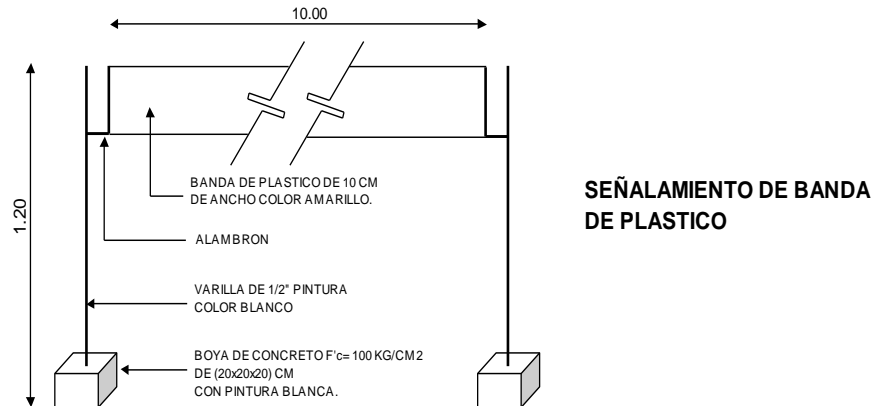 10.00
1.20
BANDA DE PLASTICO DE 10 CM
DE ANCHO COLOR AMARILLO.
ALAMBRON
VARILLA DE 1/2" PINTURA
COLOR BLANCO
BOYA DE CONCRETO F'c= 100 KG/CM2
DE (20x20x20) CM
CON PINTURA BLANCA.
SEÑALAMIENTO DE BANDA
DE PLASTICO